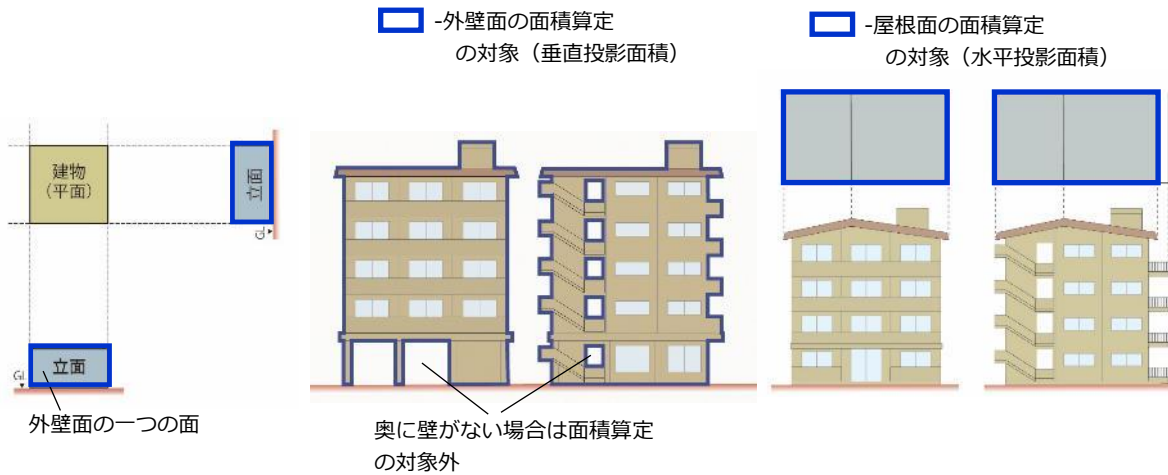 -外壁面の面積算定
の対象（垂直投影面積）
-屋根面の面積算定
の対象（水平投影面積）
建物
(平面)
立面
GL
立面
GL
外壁面の一つの面
奥に壁がない場合は面積算定
の対象外